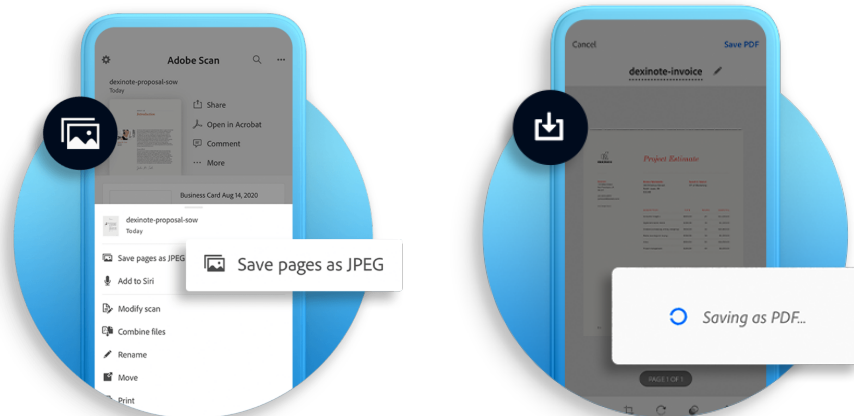 Adobe Scan
dexinote-proposal-sow
Today
Share
Open in Acrobat
Comment
More
Business Card Aug 14, 2020
dexinote-proposal-sow
Today
Save pages as JPEG
Save pages as JPEG
Add to Siri
Modify scan
Combine files
Rename
Move
Print
Cancel
Save PDF
dexinote-invoice
Project Estimate
Saving as PDF...
PAGE 1 OF 1